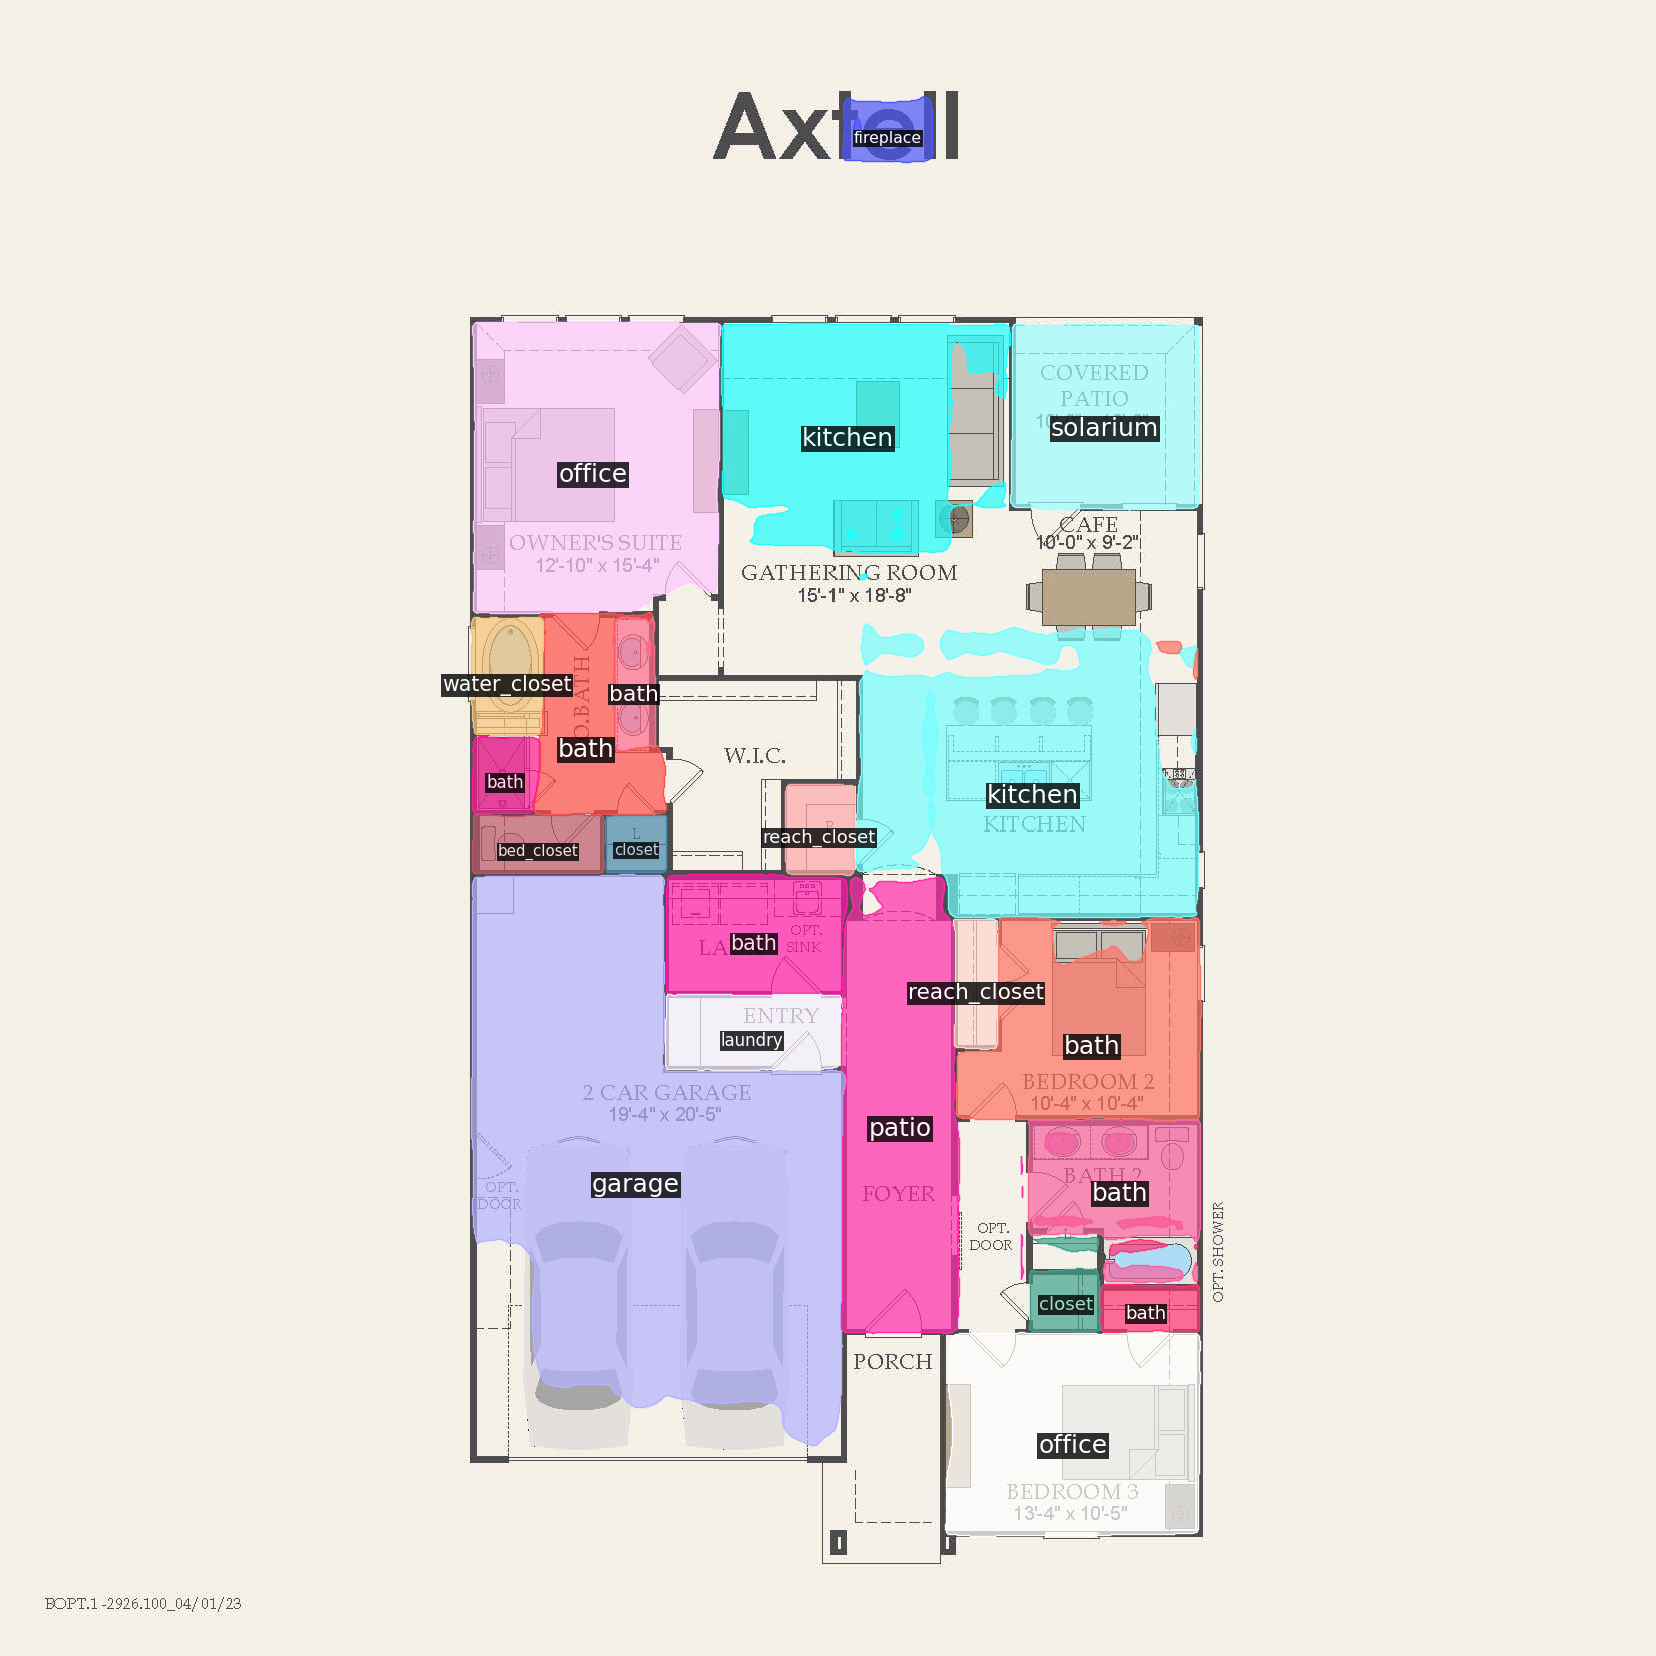 Axtell
fireplace
COVERED
PATIO
solarium
kitchen
office
CAFE
10'-0" x 9'-2"
OWNER'S SUITE
12'-10" x 15'-4"
GATHERING ROOM
15'-1" x 18'-8"
water_closet
bath
O.BATH
bath
W.I.C.
bath
kitchen
KITCHEN
reach_closet
L
closet
bed_closet
OPT.
SINK
bath
reach_closet
ENTRY
laundry
bath
BEDROOM 2
10'-4" x 10'-4"
2 CAR GARAGE
19'-4" x 20'-5"
patio
garage
OPT.
DOOR
FOYER
BATH 2
bath
OPT.
DOOR
OPT. SHOWER
closet
bath
PORCH
office
BEDROOM 3
13'-4" x 10'-5"
BOPT.1-2926.100_04/01/23